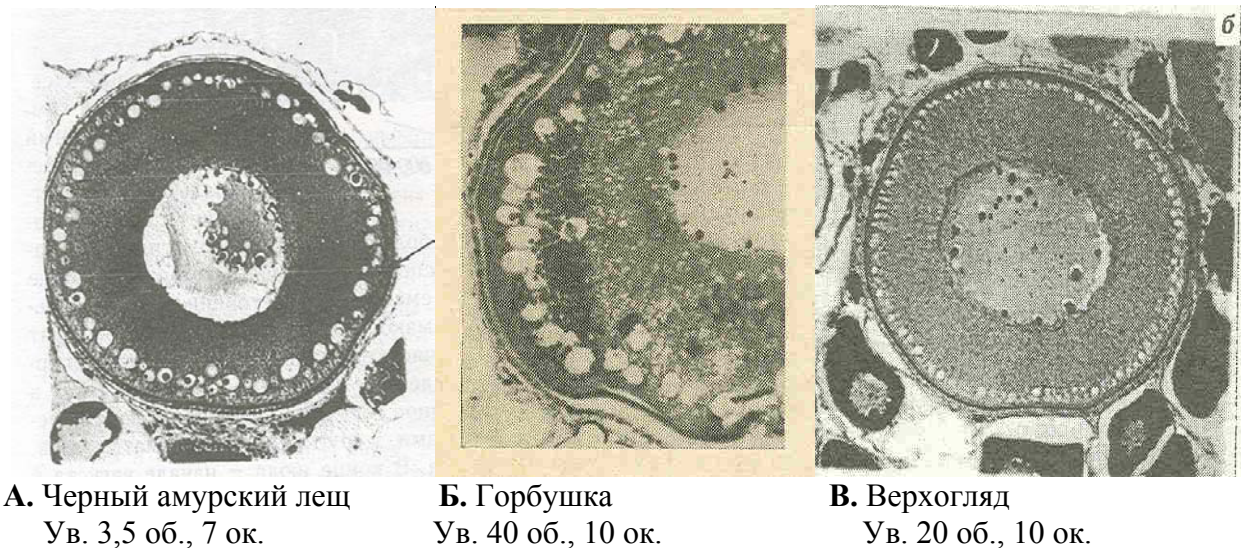 б
А. Черный амурский лещ
Ув. 3,5 об., 7 ок.
Б. Горбушка
Ув. 40 об., 10 ок.
В. Верхогляд
Ув. 20 об., 10 ок.